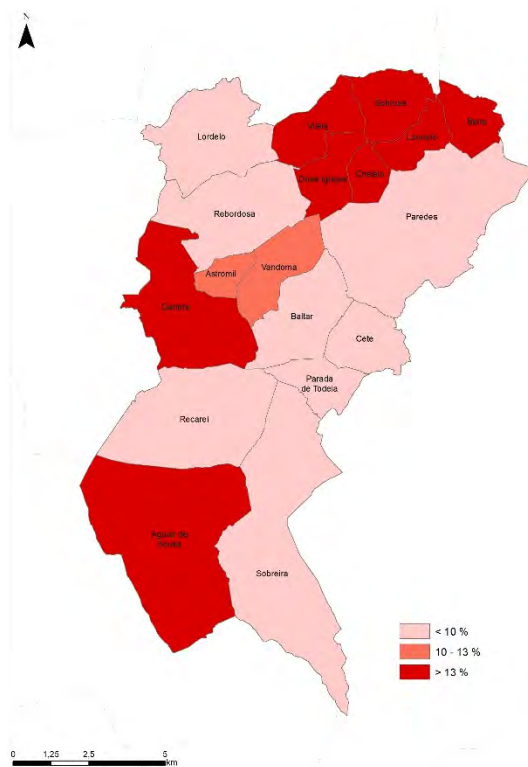 N
Lordelo
Vilela
Sobrosa
Louredo
Beire
Duas Igrejas
Cristelo
Rebordosa
Paredes
Astromil
Vandoma
Gandra
Baltar
Cete
Parada
de Todeia
Recarei
Aguiar de
Sousa
Sobreira
< 10 %
10 - 13 %
> 13 %
0 1,25 2,5 5
km